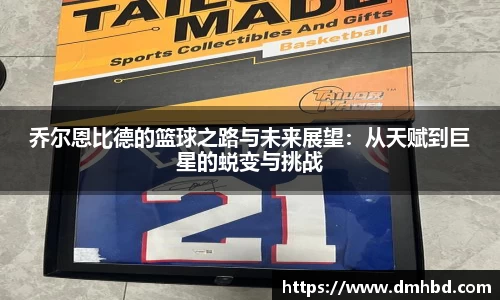 TAILOR
MADE
Sports Collectibles And Gifts
Basketball
乔尔恩比德的篮球之路与未来展望：从天赋到巨
星的蜕变与挑战
21
https://www.dmhbd.com